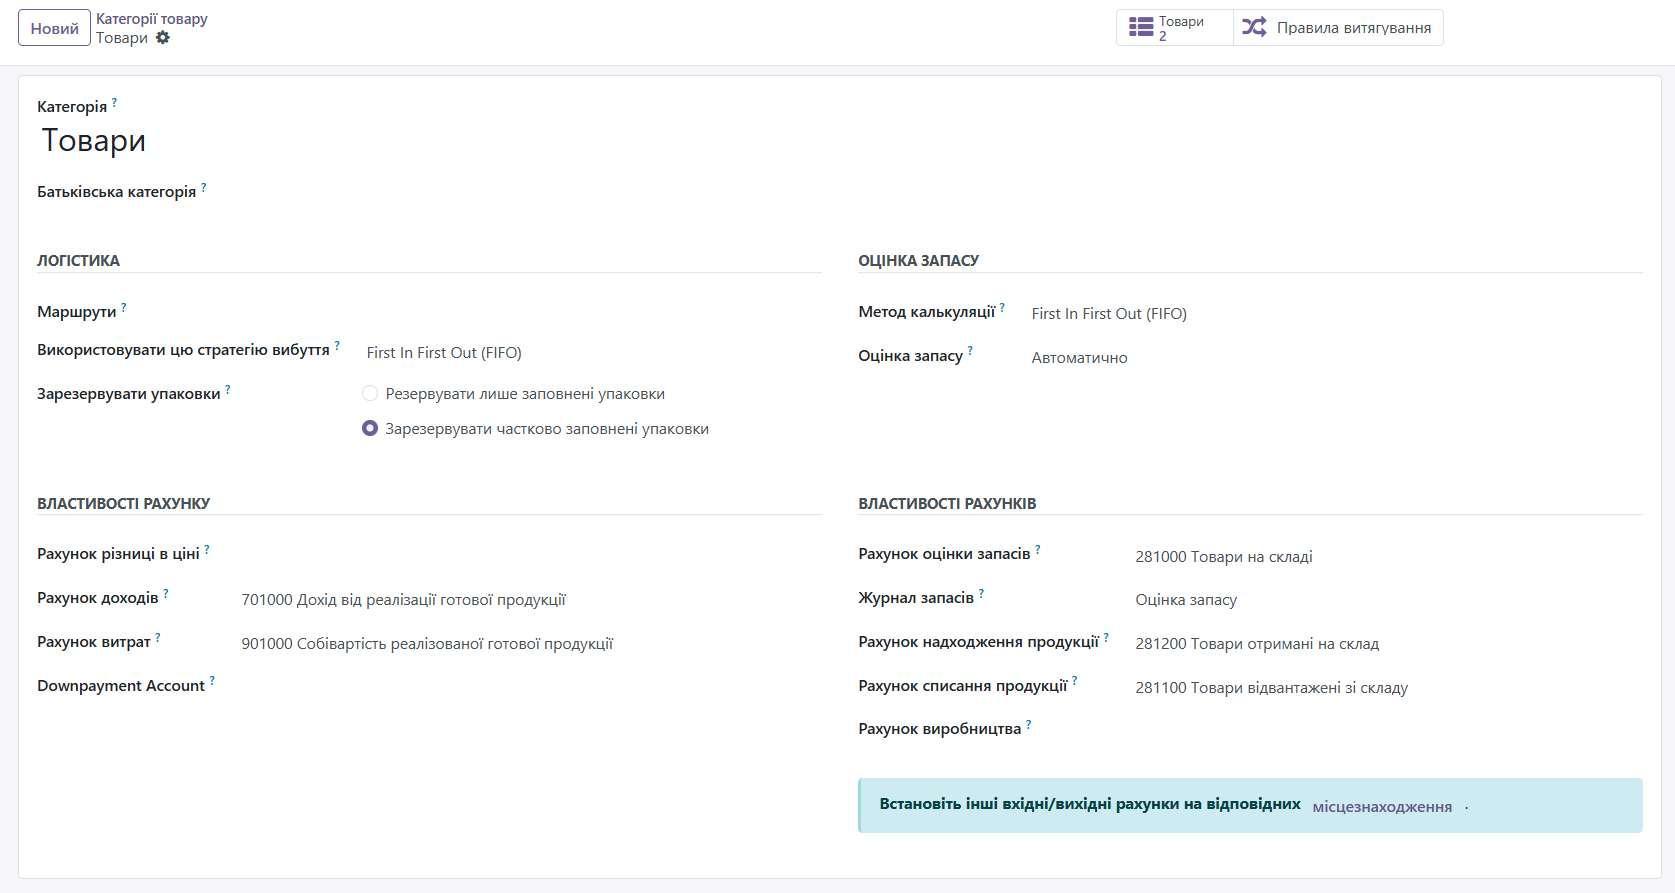 Новий
Категорії товару
Товари
Товари
2
Правила витягування
Категорія ?
Товари
Батьківська категорія ?
ЛОГІСТИКА
Маршрути ?
Використовувати цю стратегію вибуття ? First In First Out (FIFO)
Зарезервувати упаковки ? Резервувати лише заповнені упаковки
Зарезервувати частково заповнені упаковки
ОЦІНКА ЗАПАСУ
Метод калькуляції ? First In First Out (FIFO)
Оцінка запасу ? Автоматично
ВЛАСТИВОСТІ РАХУНКУ
Рахунок різниці в ціні ?
Рахунок доходів ? 701000 Дохід від реалізації готової продукції
Рахунок витрат ? 901000 Собівартість реалізованої готової продукції
Downpayment Account ?
ВЛАСТИВОСТІ РАХУНКІВ
Рахунок оцінки запасів ? 281000 Товари на складі
Журнал запасів ? Оцінка запасу
Рахунок надходження продукції ? 281200 Товари отримані на склад
Рахунок списання продукції ? 281100 Товари відвантажені зі складу
Рахунок виробництва ?
Встановіть інші вхідні/вихідні рахунки на відповідних місцезнаходження .